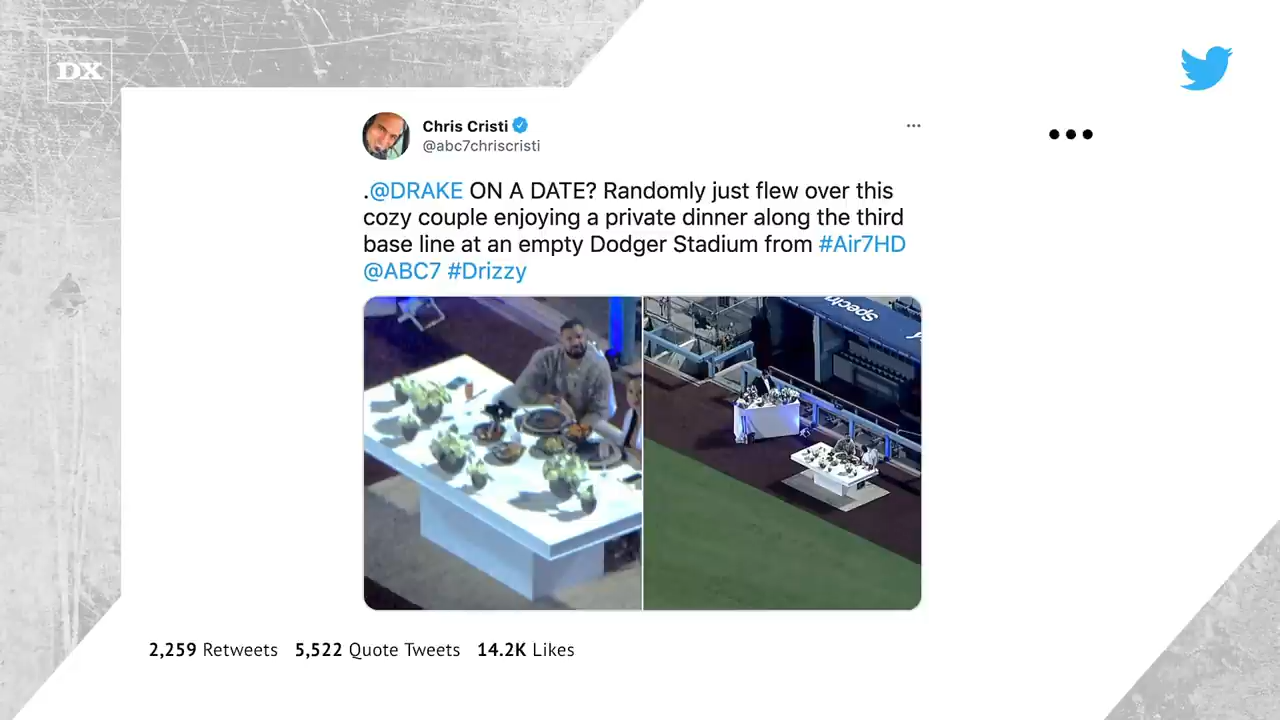 DX
Chris Cristi
@abc7chriscristi
.@DRAKE ON A DATE? Randomly just flew over this
cozy couple enjoying a private dinner along the third
base line at an empty Dodger Stadium from #Air7HD
@ABC7 #Drizzy
Spectr
2,259 Retweets 5,522 Quote Tweets 14.2K Likes